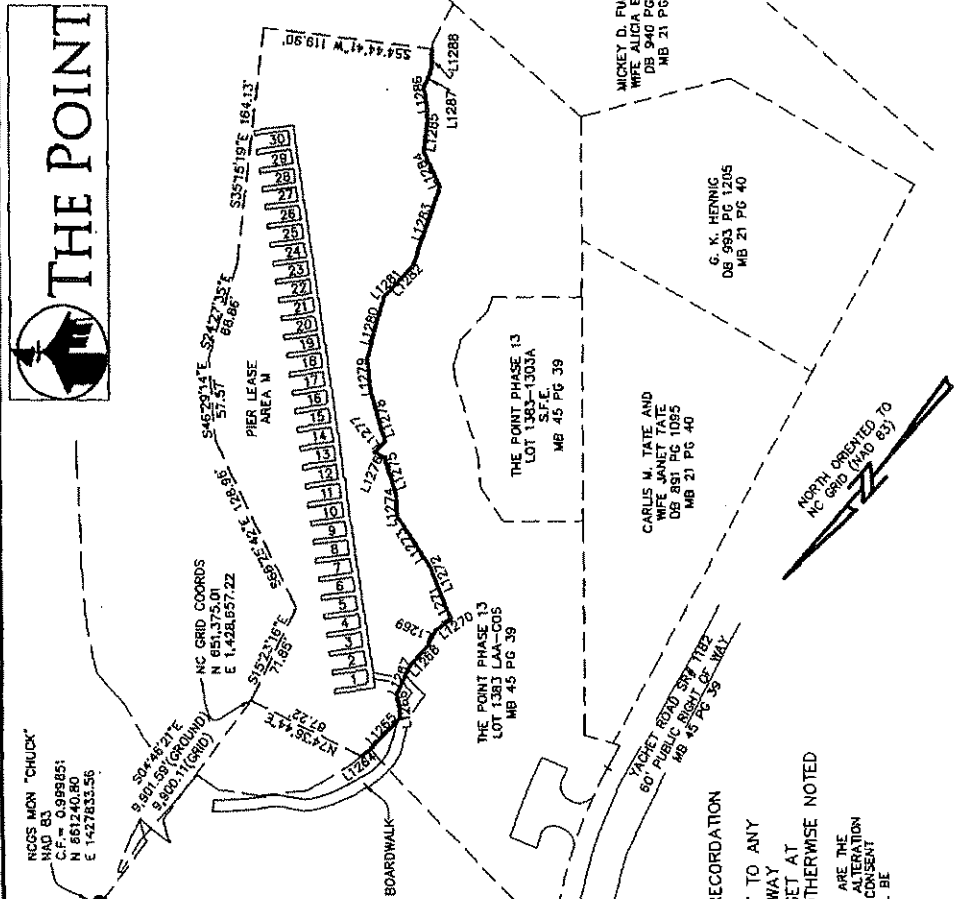 THE POINT
NCGS MON "CHUCK"
NAD 83
C.F.= 0.999851
N 661240.80
E 1427833.56
S04°46'21"E
9,901.59'(GROUND)
9,900.11(GRID)
NC GRID COORDS
N 651,375.01
E 1,428,657.22
S15°23'16"E
71.85'
N74°36'44"E
87.22
S68°25'42"E 128.96'
S46°29'14"E
57.57'
S24°27'35"E
68.86'
S35°15'19"E 164.13'
S54°44'41"W 119.90'
PIER LEASE
AREA M
1
2
3
4
5
6
7
8
9
10
11
12
13
14
15
16
17
18
19
20
21
22
23
24
25
26
27
28
29
30
L1264
L1265
L1266
L1267
L1268
L1269
L1270
L1271
L1272
L1273
L1274
L1275
L1276
L1277
L1278
L1279
L1280
L1281
L1282
L1283
L1284
L1285
L1286
L1287
L1288
BOARDWALK
THE POINT PHASE 13
LOT 1383 LAA-COS
MB 45 PG 39
THE POINT PHASE 13
LOT 1383-1303A
S.F.E.
MB 45 PG 39
MICKEY D.
WIFE ALICIA
DB 940 PG
MB 21 PG
G. K. HENNIG
DB 993 PG 1205
MB 21 PG 40
CARLIS M. TATE AND
WIFE JANET TATE
DB 891 PG 1095
MB 21 PG 40
YACHET ROAD SR# 1182
60' PUBLIC RIGHT OF WAY
MB 45 PG 39
NORTH ORIENTED TO
NC GRID (NAD 83)
RECORDATION
TO ANY
WAY
SET AT
OTHERWISE NOTED
ARE THE
ALTERATION
CONSENT
BE